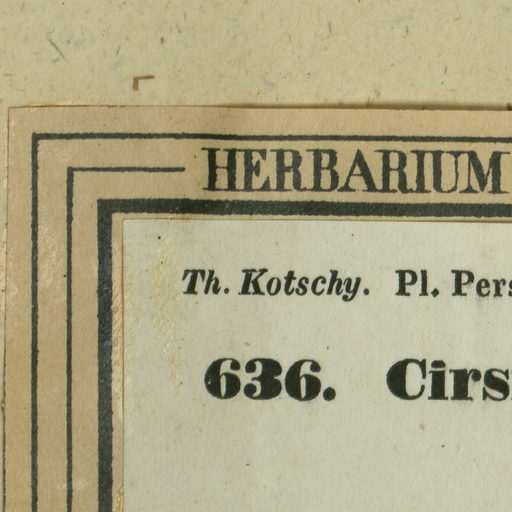 HERBARIUM
Th. Kotschy. Pl. Pers
636. Cirs